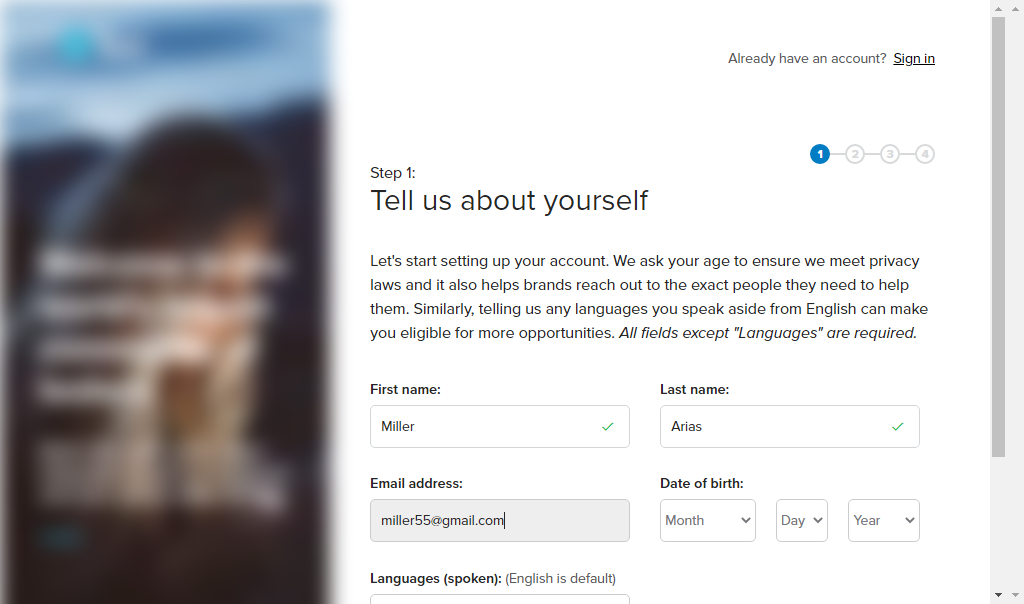 Already have an account? Sign in
1 2 3 4
Step 1:
Tell us about yourself
Let's start setting up your account. We ask your age to ensure we meet privacy
laws and it also helps brands reach out to the exact people they need to help
them. Similarly, telling us any languages you speak aside from English can make
you eligible for more opportunities. All fields except "Languages" are required.
First name: Last name:
Miller Arias
Email address: Date of birth:
miller55@gmail.com Month Day Year
Languages (spoken): (English is default)